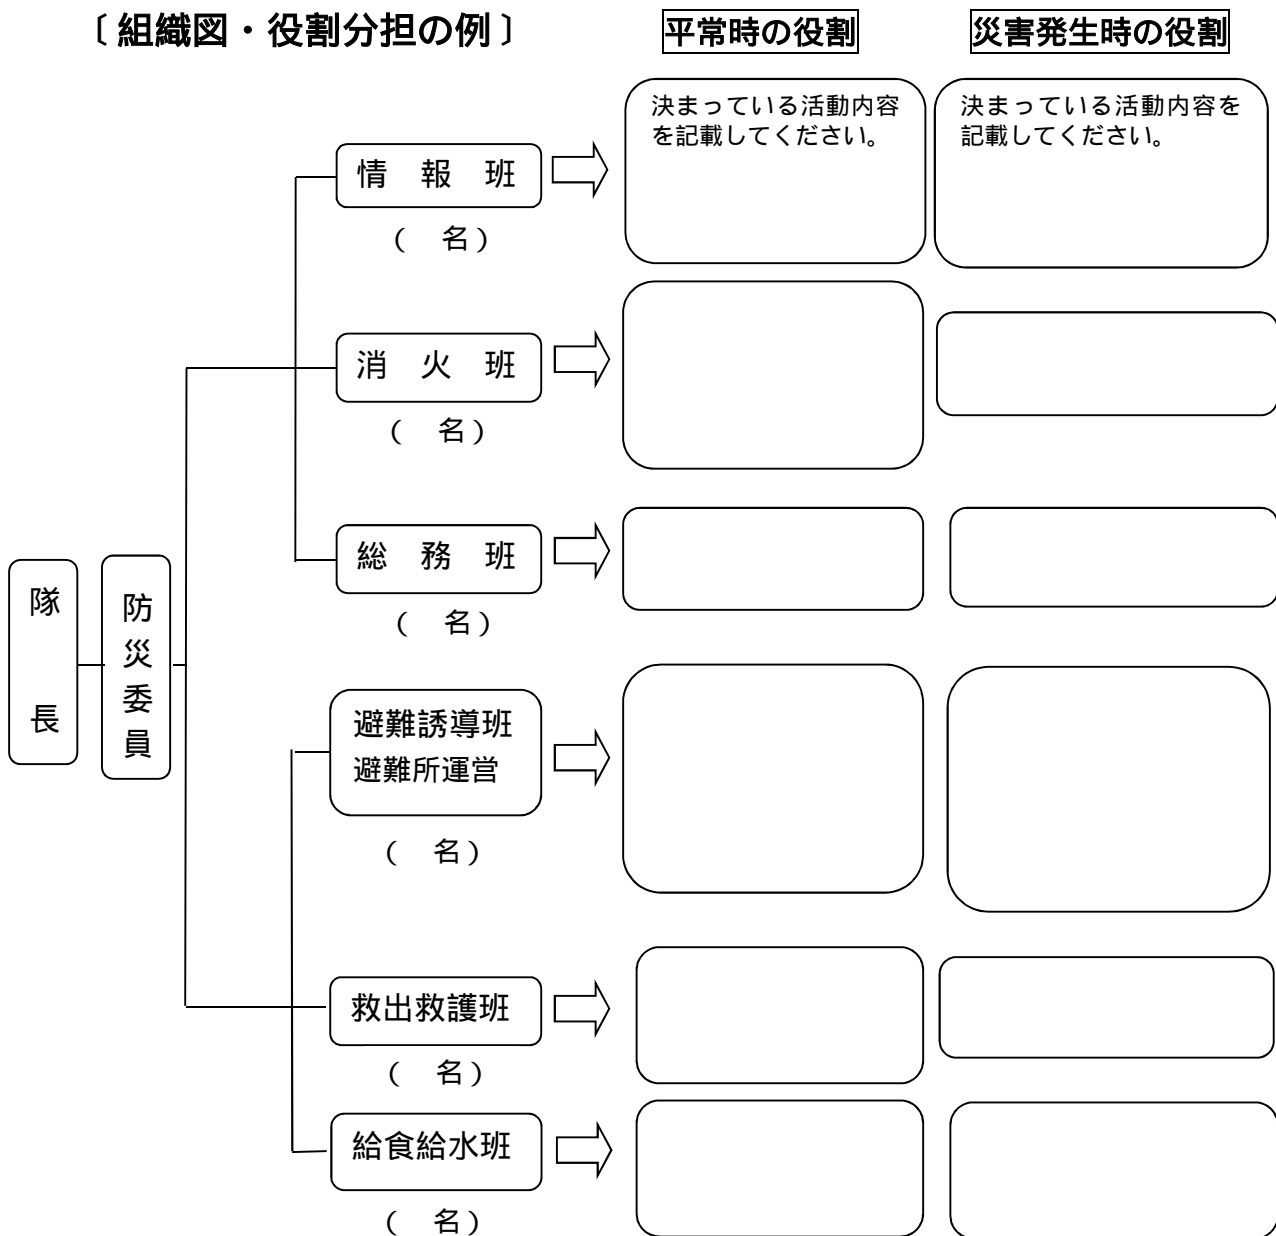 〔 組織図・役割分担の例 〕
平常時の役割
災害発生時の役割
決まっている活動内容
を記載してください。
決まっている活動内容を
記載してください。
情　報　班
（　名）
消　火　班
（　名）
総　務　班
（　名）
隊　長
防災委員
避難誘導班
避難所運営
（　名）
救出救護班
（　名）
給食給水班
（　名）